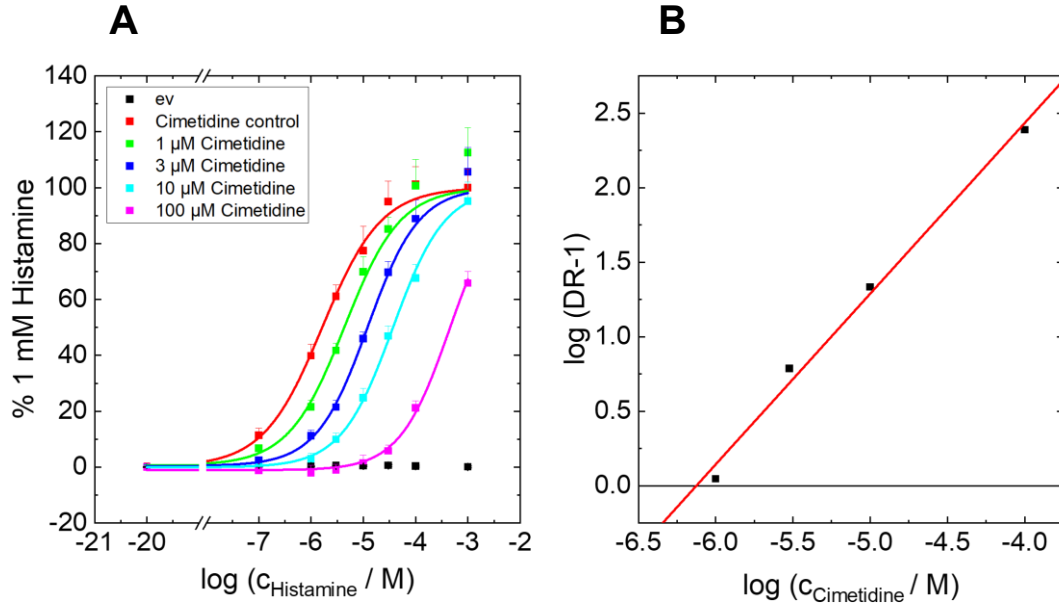 A
B
140
120
100
80
60
40
20
0
-20
% 1 mM Histamine
ev
Cimetidine control
1 µM Cimetidine
3 µM Cimetidine
10 µM Cimetidine
100 µM Cimetidine
-21 -20 -7 -6 -5 -4 -3 -2
log (cHistamine / M)
2.5
2.0
1.5
1.0
0.5
0.0
log (DR-1)
-6.5 -6.0 -5.5 -5.0 -4.5 -4.0
log (cCimetidine / M)